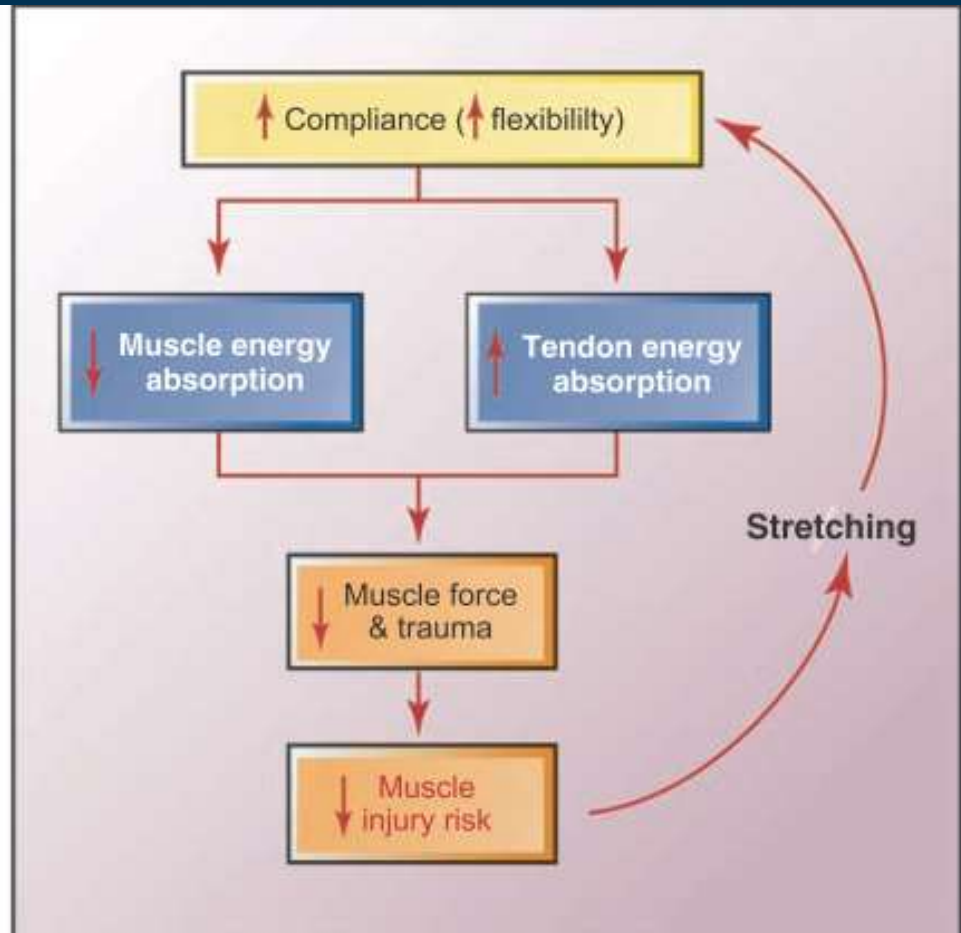 Compliance (flexibililty)
Muscle energy
absorption
Tendon energy
absorption
Stretching
Muscle force
& trauma
Muscle
injury risk